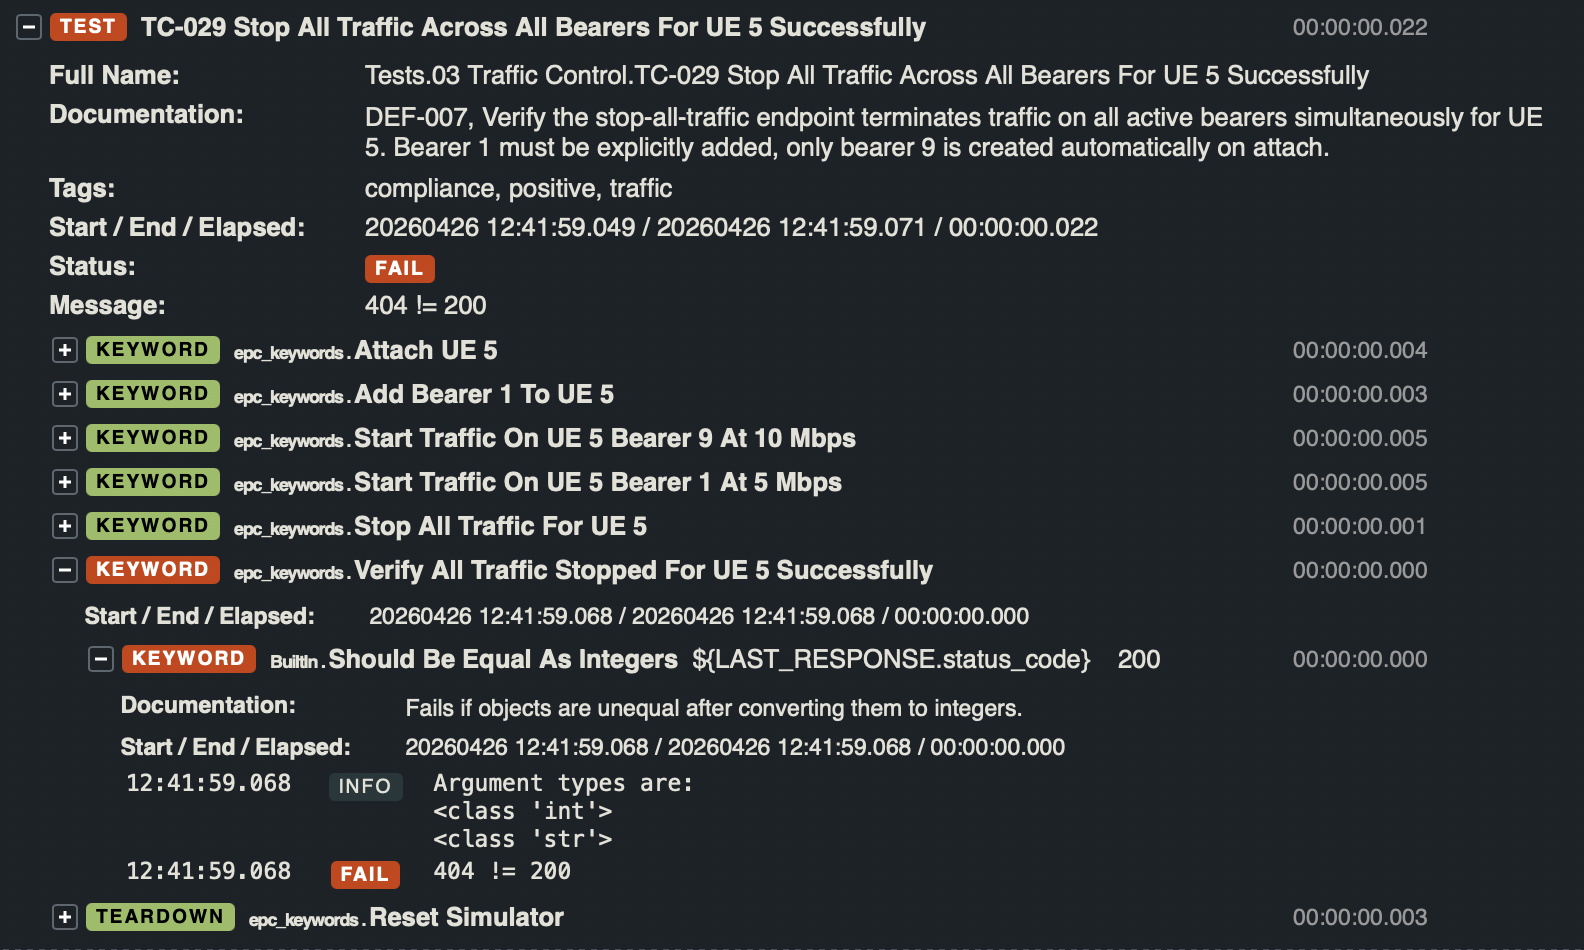 TEST TC-029 Stop All Traffic Across All Bearers For UE 5 Successfully 00:00:00.022
Full Name: Tests.03 Traffic Control.TC-029 Stop All Traffic Across All Bearers For UE 5 Successfully
Documentation: DEF-007, Verify the stop-all-traffic endpoint terminates traffic on all active bearers simultaneously for UE
5. Bearer 1 must be explicitly added, only bearer 9 is created automatically on attach.
Tags: compliance, positive, traffic
Start / End / Elapsed: 20260426 12:41:59.049 / 20260426 12:41:59.071 / 00:00:00.022
Status: FAIL
Message: 404 != 200
KEYWORD epc_keywords.Attach UE 5 00:00:00.004
KEYWORD epc_keywords.Add Bearer 1 To UE 5 00:00:00.003
KEYWORD epc_keywords.Start Traffic On UE 5 Bearer 9 At 10 Mbps 00:00:00.005
KEYWORD epc_keywords.Start Traffic On UE 5 Bearer 1 At 5 Mbps 00:00:00.005
KEYWORD epc_keywords.Stop All Traffic For UE 5 00:00:00.001
KEYWORD epc_keywords.Verify All Traffic Stopped For UE 5 Successfully 00:00:00.000
Start / End / Elapsed: 20260426 12:41:59.068 / 20260426 12:41:59.068 / 00:00:00.000
KEYWORD BuiltIn.Should Be Equal As Integers ${LAST_RESPONSE.status_code} 200 00:00:00.000
Documentation: Fails if objects are unequal after converting them to integers.
Start / End / Elapsed: 20260426 12:41:59.068 / 20260426 12:41:59.068 / 00:00:00.000
12:41:59.068 INFO Argument types are:
<class 'int'>
<class 'str'>
12:41:59.068 FAIL 404 != 200
TEARDOWN epc_keywords.Reset Simulator 00:00:00.003